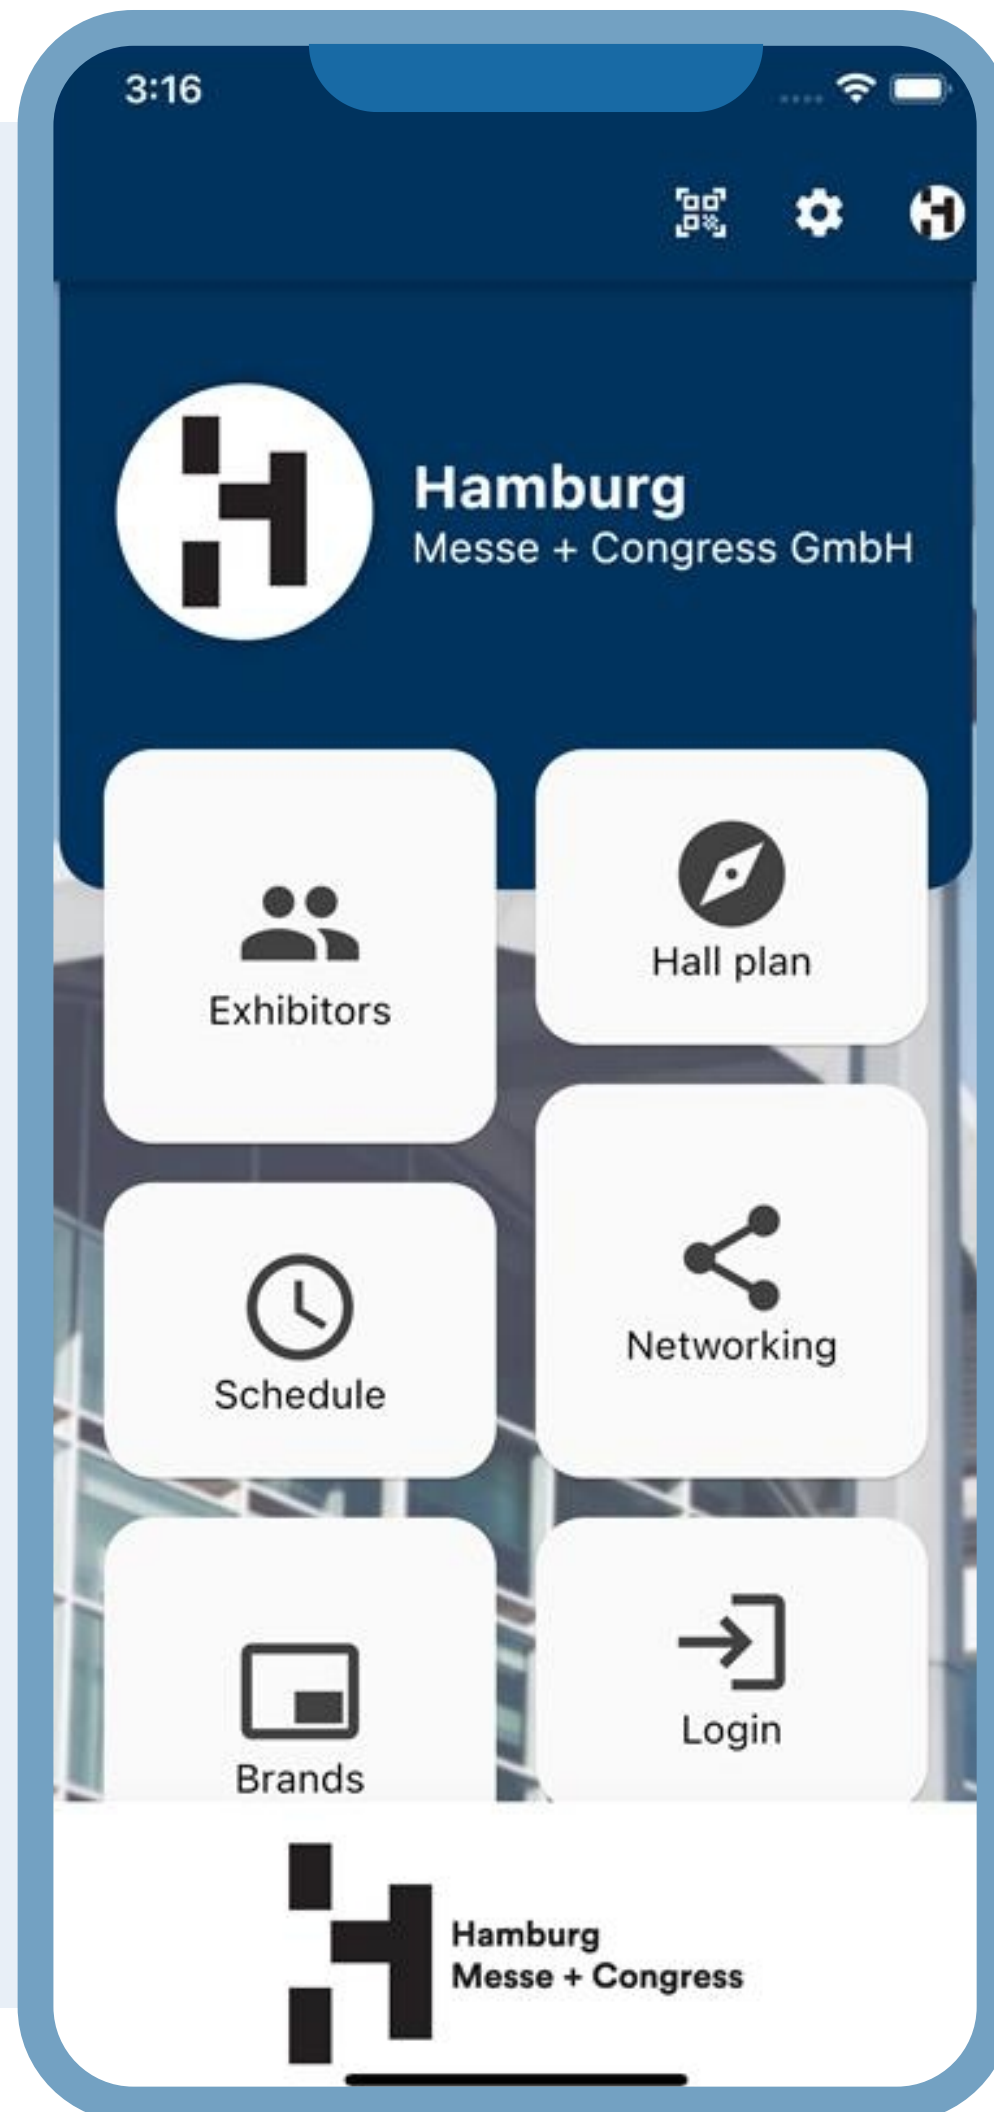 3:16
Hamburg
Messe + Congress GmbH
Exhibitors
Hall plan
Schedule
Networking
Brands
Login
Hamburg
Messe + Congress